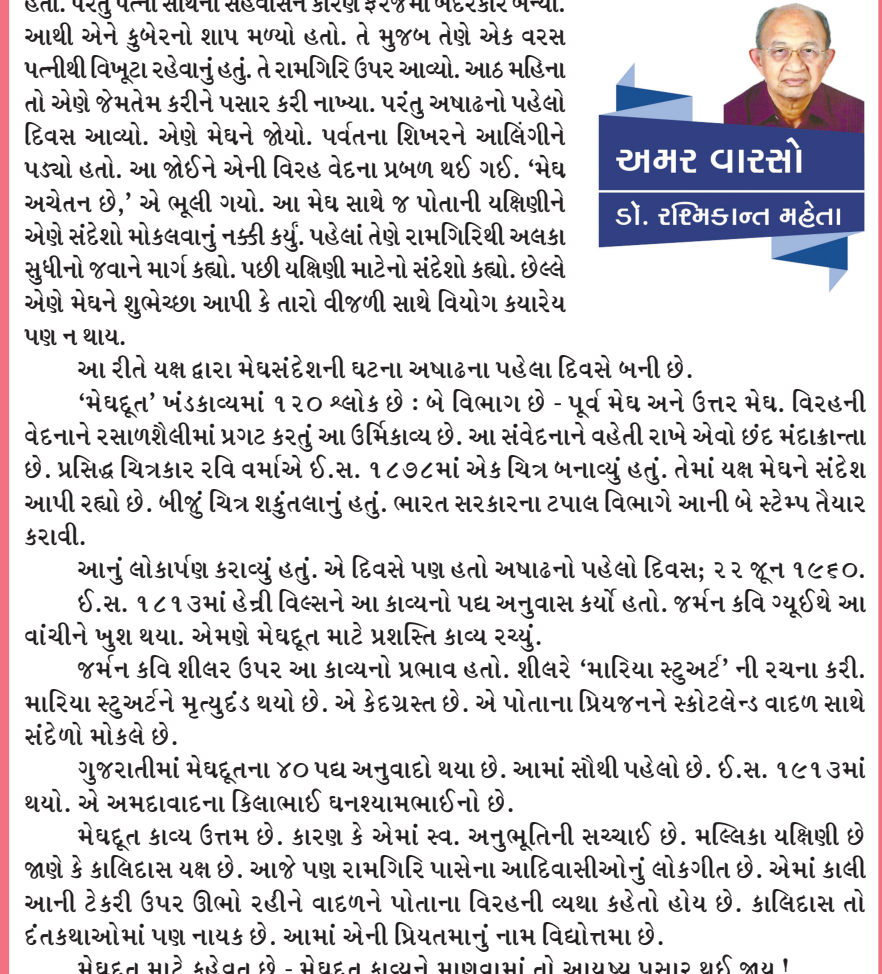 હતો. પરંતુ પત્ની સાથેના સહવાસને કારણે ફરજમાં બેદરકાર બન્યો.
આથી એને કુબેરનો શાપ મળ્યો હતો. તે મુજબ તેણે એક વરસ
પત્નીથી વિખૂટા રહેવાનું હતું. તે રામગિરિ ઉપર આવ્યો. આઠ મહિના
તો એણે જેમતેમ કરીને પસાર કરી નાખ્યા. પરંતુ અષાઢનો પહેલો
દિવસ આવ્યો. એણે મેઘને જોયો. પર્વતના શિખરને આલિંગીને
પડ્યો હતો. આ જોઈને એની વિરહ વેદના પ્રબળ થઈ ગઈ. ‘મેઘ
અચેતન છે,’ એ ભૂલી ગયો. આ મેઘ સાથે જ પોતાની યક્ષિણીને
એણે સંદેશો મોકલવાનું નક્કી કર્યું. પહેલાં તેણે રામગિરિથી અલકા
સુધીનો જવાને માર્ગ કહ્યો. પછી યક્ષિણી માટેનો સંદેશો કહ્યો. છેલ્લે
એણે મેઘને શુભેચ્છા આપી કે તારો વીજળી સાથે વિયોગ કયારેય
પણ ન થાય.
અમર વારસો
ડો. રશ્મિકાન્ત મહેતા
આ રીતે યક્ષ દ્વારા મેઘસંદેશની ઘટના અષાઢના પહેલા દિવસે બની છે.
‘મેઘદૂત’ ખંડકાવ્યમાં ૧૨૦ શ્લોક છે : બે વિભાગ છે - પૂર્વ મેઘ અને ઉત્તર મેઘ. વિરહની
વેદનાને રસાળશૈલીમાં પ્રગટ કરતું આ ઉર્મિકાવ્ય છે. આ સંવેદનાને વહેતી રાખે એવો છંદ મંદાક્રાન્તા
છે. પ્રસિદ્ધ ચિત્રકાર રવિ વર્માએ ઈ.સ. ૧૮૭૮માં એક ચિત્ર બનાવ્યું હતું. તેમાં યક્ષ મેઘને સંદેશ
આપી રહ્યો છે. બીજું ચિત્ર શકુંતલાનું હતું. ભારત સરકારના ટપાલ વિભાગે આની બે સ્ટેમ્પ તૈયાર
કરાવી.
આનું લોકાર્પણ કરાવ્યું હતું. એ દિવસે પણ હતો અષાઢનો પહેલો દિવસ; ૨૨ જૂન ૧૯૬૦.
ઈ.સ. ૧૮૧૩માં હેન્રી વિલ્સને આ કાવ્યનો પદ્ય અનુવાસ કર્યો હતો. જર્મન કવિ ગ્યૂઈથે આ
વાંચીને ખુશ થયા. એમણે મેઘદૂત માટે પ્રશસ્તિ કાવ્ય રચ્યું.
જર્મન કવિ શીલર ઉપર આ કાવ્યનો પ્રભાવ હતો. શીલરે ‘મારિયા સ્ટુઅર્ટ’ ની રચના કરી.
મારિયા સ્ટુઅર્ટને મૃત્યુદંડ થયો છે. એ કેદગ્રસ્ત છે. એ પોતાના પ્રિયજનને સ્કોટલેન્ડ વાદળ સાથે
સંદેળો મોકલે છે.
ગુજરાતીમાં મેઘદૂતના ૪૦ પદ્ય અનુવાદો થયા છે. આમાં સૌથી પહેલો છે. ઈ.સ. ૧૯૧૩માં
થયો. એ અમદાવાદના કિલાભાઈ ઘનશ્યામભાઈનો છે.
મેઘદૂત કાવ્ય ઉત્તમ છે. કારણ કે એમાં સ્વ. અનુભૂતિની સચ્ચાઈ છે. મલ્લિકા યક્ષિણી છે
જાણે કે કાલિદાસ યક્ષ છે. આજે પણ રામગિરિ પાસેના આદિવાસીઓનું લોકગીત છે. એમાં કાલી
આની ટેકરી ઉપર ઊભો રહીને વાદળને પોતાના વિરહની વ્યથા કહેતો હોય છે. કાલિદાસ તો
દંતકથાઓમાં પણ નાયક છે. આમાં એની પ્રિયતમાનું નામ વિદ્યોત્તમા છે.
મેઘદૂત માટે કહેવત છે - મેઘદૂત કાવ્યને માણવામાં તો આયુષ્ય પસાર થઈ જાય !